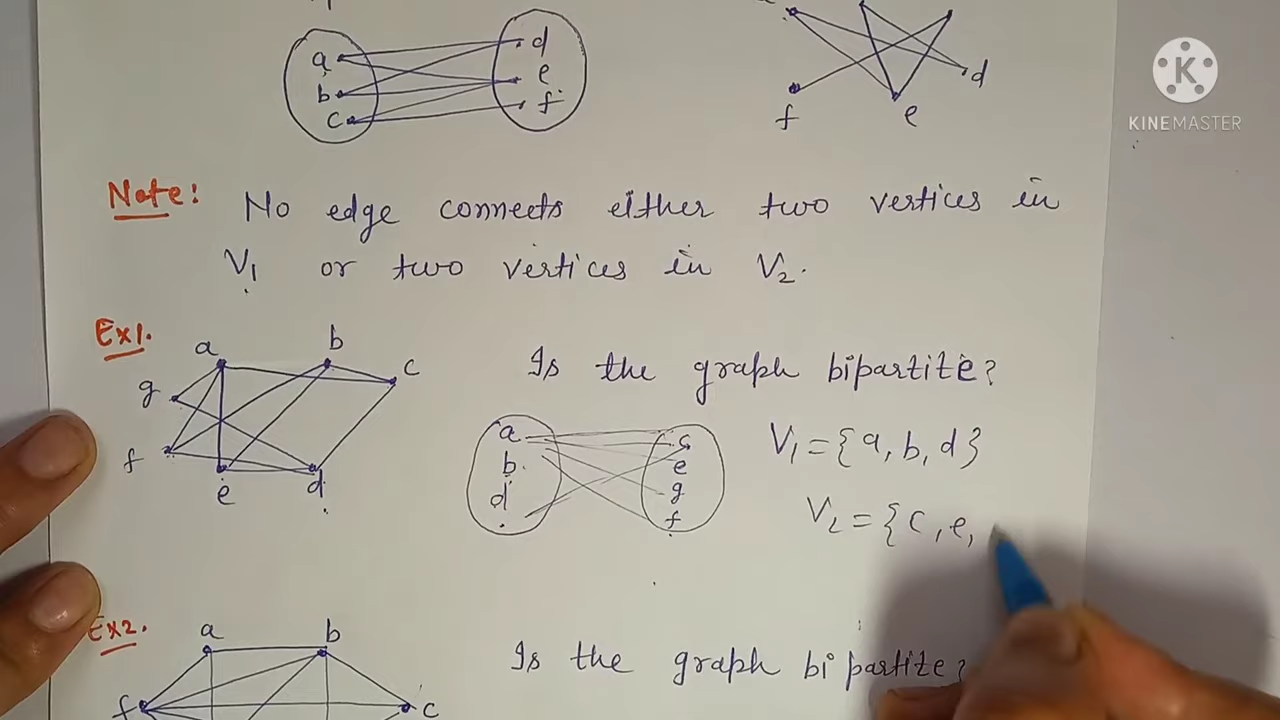 a
b
c
d
e
f
d
f
e
KINEMASTER
Note: No edge connects either two vertices in
V1 or two vertices in V2.
Ex1.
a
b
c
g
f
e
d
Is the graph bipartite?
a
b
d
c
e
g
f
V1 = {a, b, d}
V2 = {c, e,
Ex2.
a
b
f
c
Is the graph bipartite?